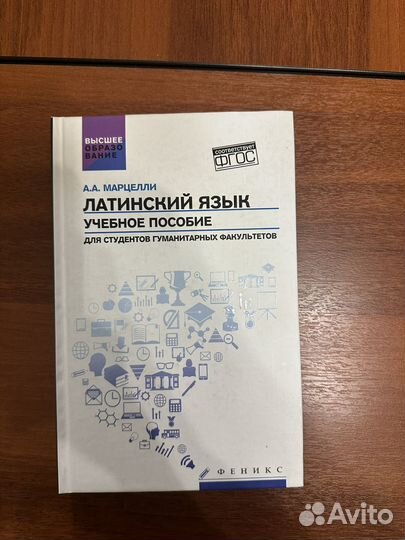 ВЫСШЕЕ
ОБРАЗО
ВАНИЕ
соответствует
ФГОС
А.А. МАРЦЕЛЛИ
ЛАТИНСКИЙ ЯЗЫК
УЧЕБНОЕ ПОСОБИЕ
ДЛЯ СТУДЕНТОВ ГУМАНИТАРНЫХ ФАКУЛЬТЕТОВ
ФЕНИКС
Avito